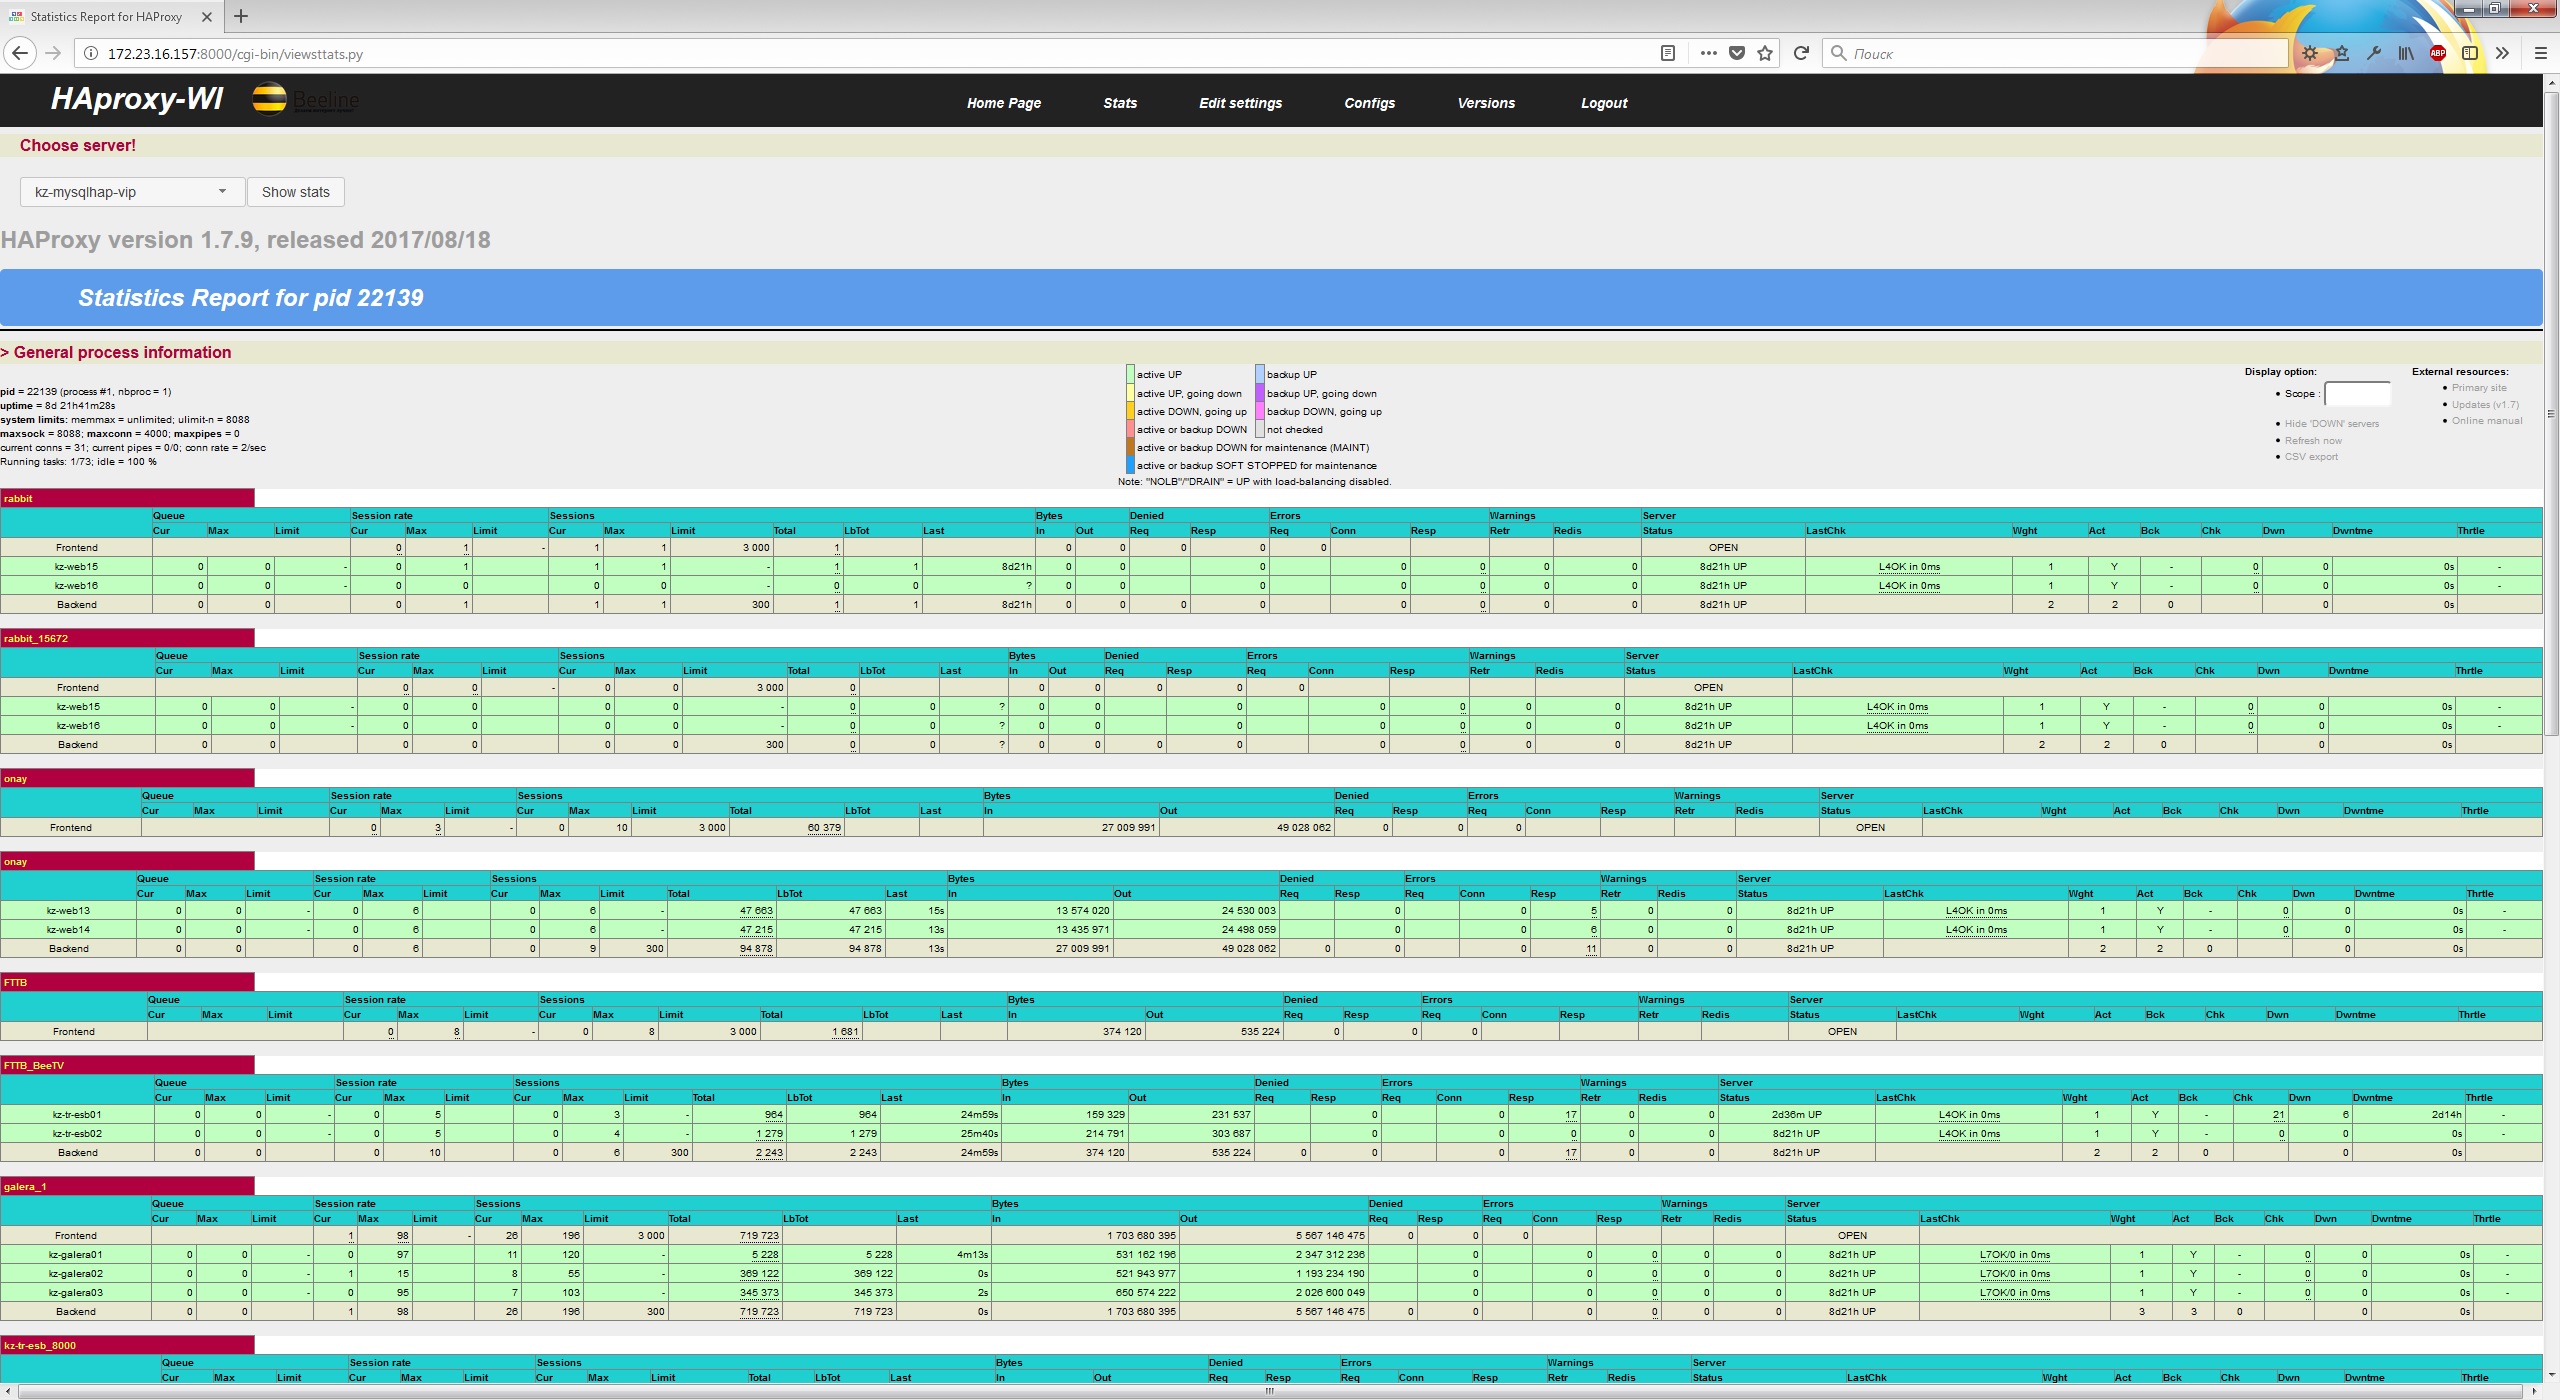 Statistics Report for HAProxy
172.23.16.157:8000/cgi-bin/viewsttats.py
Поиск
ABP
HAproxy-WI Beeline Home Page Stats Edit settings Configs Versions Logout
Choose server!
kz-mysqlhap-vip Show stats
HAProxy version 1.7.9, released 2017/08/18
Statistics Report for pid 22139
> General process information
pid = 22139 (process #1, nbproc = 1)
uptime = 8d 21h41m28s
system limits: memmax = unlimited; ulimit-n = 8088
maxsock = 8088; maxconn = 4000; maxpipes = 0
current conns = 31; current pipes = 0/0; conn rate = 2/sec
Running tasks: 1/73; idle = 100 %
active UP backup UP
active UP, going down backup UP, going down
active DOWN, going up backup DOWN, going up
active or backup DOWN not checked
active or backup DOWN for maintenance (MAINT)
active or backup SOFT STOPPED for maintenance
Note: "NOLB"/"DRAIN" = UP with load-balancing disabled.
Display option:
• Scope :
• Hide 'DOWN' servers
• Refresh now
• CSV export
External resources:
• Primary site
• Updates (v1.7)
• Online manual
rabbit
Queue Session rate Sessions Bytes Denied Errors Warnings Server
Cur Max Limit Cur Max Limit Cur Max Limit Total LbTot Last In Out Req Resp Req Conn Resp Retr Redis Status LastChk Wght Act Bck Chk Dwn Dwntme Thrtle
Frontend 0 1 - 1 1 3 000 1 0 0 0 0 0 OPEN
kz-web15 0 0 - 0 1 1 1 - 1 1 8d21h 0 0 0 0 0 0 0 8d21h UP L4OK in 0ms 1 Y - 0 0 0s -
kz-web16 0 0 - 0 0 0 0 - 0 0 ? 0 0 0 0 0 0 0 8d21h UP L4OK in 0ms 1 Y - 0 0 0s -
Backend 0 0 0 1 1 1 300 1 1 8d21h 0 0 0 0 0 0 0 0 8d21h UP 2 2 0 0 0s
rabbit_15672
Queue Session rate Sessions Bytes Denied Errors Warnings Server
Cur Max Limit Cur Max Limit Cur Max Limit Total LbTot Last In Out Req Resp Req Conn Resp Retr Redis Status LastChk Wght Act Bck Chk Dwn Dwntme Thrtle
Frontend 0 0 - 0 0 3 000 0 0 0 0 0 0 OPEN
kz-web15 0 0 - 0 0 0 0 - 0 0 ? 0 0 0 0 0 0 0 8d21h UP L4OK in 0ms 1 Y - 0 0 0s -
kz-web16 0 0 - 0 0 0 0 - 0 0 ? 0 0 0 0 0 0 0 8d21h UP L4OK in 0ms 1 Y - 0 0 0s -
Backend 0 0 0 0 0 0 300 0 0 ? 0 0 0 0 0 0 0 0 8d21h UP 2 2 0 0 0s
onay
Queue Session rate Sessions Bytes Denied Errors Warnings Server
Cur Max Limit Cur Max Limit Cur Max Limit Total LbTot Last In Out Req Resp Req Conn Resp Retr Redis Status LastChk Wght Act Bck Chk Dwn Dwntme Thrtle
Frontend 0 3 - 0 10 3 000 60 379 27 009 991 49 028 062 0 0 0 OPEN
onay
Queue Session rate Sessions Bytes Denied Errors Warnings Server
Cur Max Limit Cur Max Limit Cur Max Limit Total LbTot Last In Out Req Resp Req Conn Resp Retr Redis Status LastChk Wght Act Bck Chk Dwn Dwntme Thrtle
kz-web13 0 0 - 0 6 0 6 - 47 663 47 663 15s 13 574 020 24 530 003 0 0 5 0 0 8d21h UP L4OK in 0ms 1 Y - 0 0 0s -
kz-web14 0 0 - 0 6 0 6 - 47 215 47 215 13s 13 435 971 24 498 059 0 0 6 0 0 8d21h UP L4OK in 0ms 1 Y - 0 0 0s -
Backend 0 0 0 6 0 9 300 94 878 94 878 13s 27 009 991 49 028 062 0 0 0 11 0 0 8d21h UP 2 2 0 0 0s
FTTB
Queue Session rate Sessions Bytes Denied Errors Warnings Server
Cur Max Limit Cur Max Limit Cur Max Limit Total LbTot Last In Out Req Resp Req Conn Resp Retr Redis Status LastChk Wght Act Bck Chk Dwn Dwntme Thrtle
Frontend 0 8 - 0 8 3 000 1 681 374 120 535 224 0 0 0 OPEN
FTTB_BeeTV
Queue Session rate Sessions Bytes Denied Errors Warnings Server
Cur Max Limit Cur Max Limit Cur Max Limit Total LbTot Last In Out Req Resp Req Conn Resp Retr Redis Status LastChk Wght Act Bck Chk Dwn Dwntme Thrtle
kz-tr-esb01 0 0 - 0 5 0 3 - 964 964 24m59s 159 329 231 537 0 0 17 0 0 2d36m UP L4OK in 0ms 1 Y - 21 6 2d14h -
kz-tr-esb02 0 0 - 0 5 0 4 - 1 279 1 279 25m40s 214 791 303 687 0 0 0 0 0 8d21h UP L4OK in 0ms 1 Y - 0 0 0s -
Backend 0 0 0 10 0 6 300 2 243 2 243 24m59s 374 120 535 224 0 0 0 17 0 0 8d21h UP 2 2 0 0 0s
galera_1
Queue Session rate Sessions Bytes Denied Errors Warnings Server
Cur Max Limit Cur Max Limit Cur Max Limit Total LbTot Last In Out Req Resp Req Conn Resp Retr Redis Status LastChk Wght Act Bck Chk Dwn Dwntme Thrtle
Frontend 1 98 - 26 196 3 000 719 723 1 703 680 395 5 567 146 475 0 0 0 OPEN
kz-galera01 0 0 - 0 97 11 120 - 5 228 5 228 4m13s 531 162 196 2 347 312 236 0 0 0 0 0 8d21h UP L7OK/0 in 0ms 1 Y - 0 0 0s -
kz-galera02 0 0 - 1 15 8 55 - 369 122 369 122 0s 521 943 977 1 193 234 190 0 0 0 0 0 8d21h UP L7OK/0 in 0ms 1 Y - 0 0 0s -
kz-galera03 0 0 - 0 95 7 103 - 345 373 345 373 2s 650 574 222 2 026 600 049 0 0 0 0 0 8d21h UP L7OK/0 in 0ms 1 Y - 0 0 0s -
Backend 0 0 1 98 26 196 300 719 723 719 723 0s 1 703 680 395 5 567 146 475 0 0 0 0 0 0 8d21h UP 3 3 0 0 0s
kz-tr-esb_8000
Queue Session rate Sessions Bytes Denied Errors Warnings Server
Cur Max Limit Cur Max Limit Cur Max Limit Total LbTot Last In Out Req Resp Req Conn Resp Retr Redis Status LastChk Wght Act Bck Chk Dwn Dwntme Thrtle